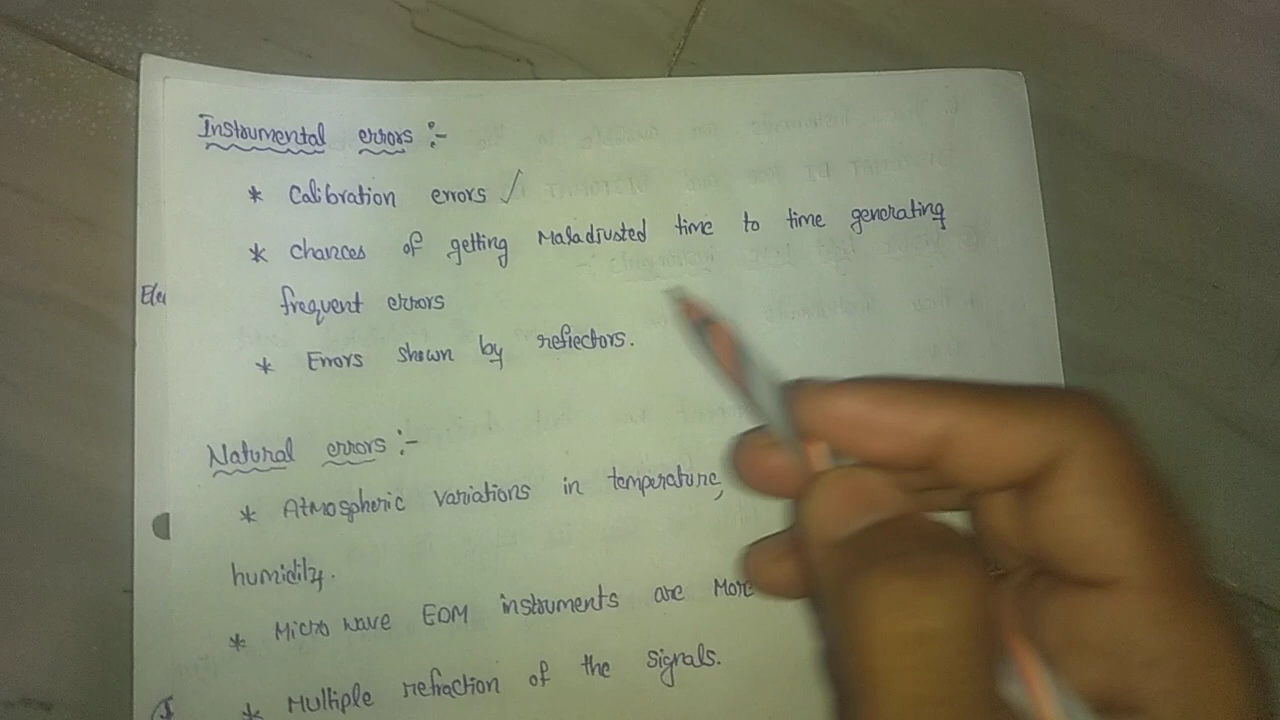 Instrumental errors :-
* Calibration errors ✓
* chances of getting Maladjusted time to time generating
Ele
frequent errors
* Errors shown by reflectors.
Natural errors :-
* Atmospheric variations in temperature,
humidity.
* Micro wave EDM instruments are More
* Multiple refraction of the signals.